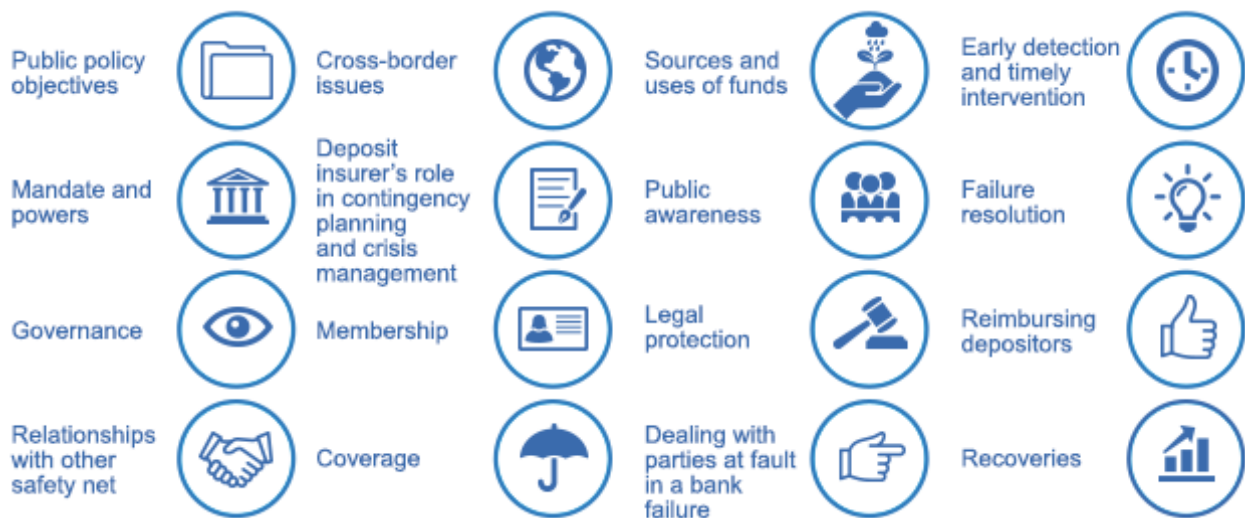 Public policy
objectives
Cross-border
issues
Sources and
uses of funds
Early detection
and timely
intervention
Mandate and
powers
Deposit
insurer's role
in contingency
planning
and crisis
management
Public
awareness
Failure
resolution
Governance
Membership
Legal
protection
Reimbursing
depositors
Relationships
with other
safety net
Coverage
Dealing with
parties at fault
in a bank
failure
Recoveries